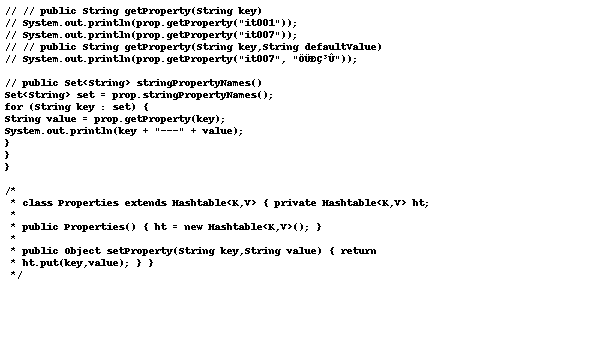 // // public String getProperty(String key)
// System.out.println(prop.getProperty("it001"));
// System.out.println(prop.getProperty("it007"));
// // public String getProperty(String key,String defaultValue)
// System.out.println(prop.getProperty("it007", "ÖÜÐÇ³Û"));
// public Set<String> stringPropertyNames()
Set<String> set = prop.stringPropertyNames();
for (String key : set) {
String value = prop.getProperty(key);
System.out.println(key + "---" + value);
}
}
}
/*
* class Properties extends Hashtable<K,V> { private Hashtable<K,V> ht;
*
* public Properties() { ht = new Hashtable<K,V>(); }
*
* public Object setProperty(String key,String value) { return
* ht.put(key,value); } }
*/